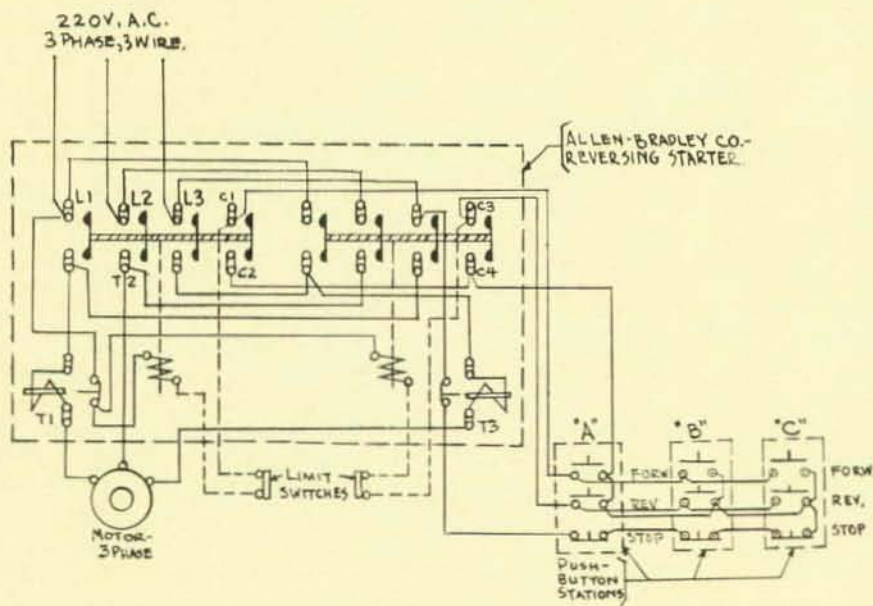 220V, A.C.
3 PHASE, 3 WIRE.
ALLEN-BRADLEY CO.-
REVERSING STARTER
L1 L2 L3 C1 C3
T2 C2 C4
T1 T3
LIMIT
SWITCHES
MOTOR-
3 PHASE
"A" "B" "C"
FORW FORW
REV REV.
STOP STOP
PUSH-
BUTTON
STATIONS